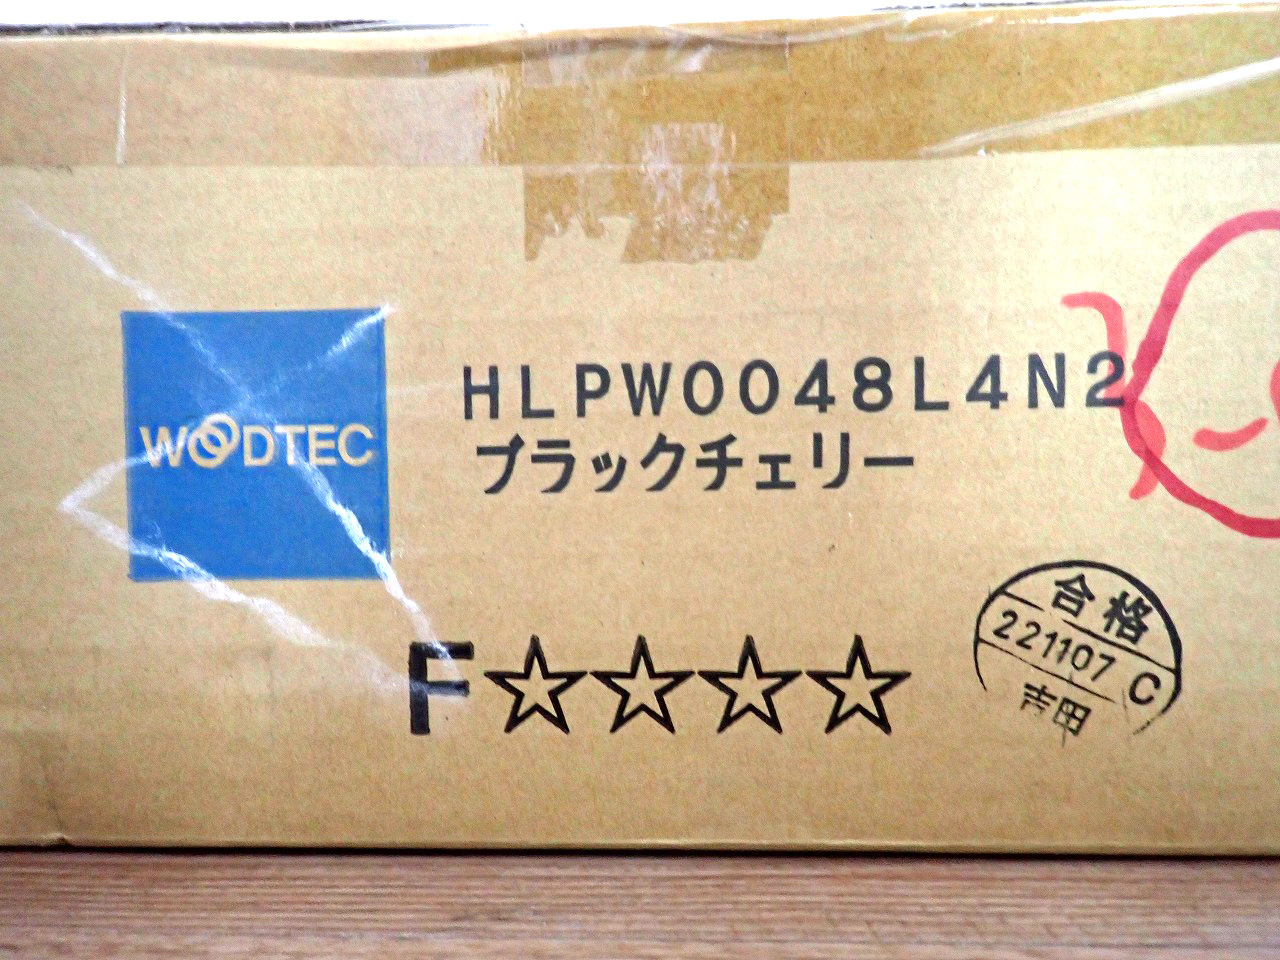 WOODTEC
HLPW0048L4N2
ブラックチェリー
F☆☆☆☆
合格
221107 C
吉田